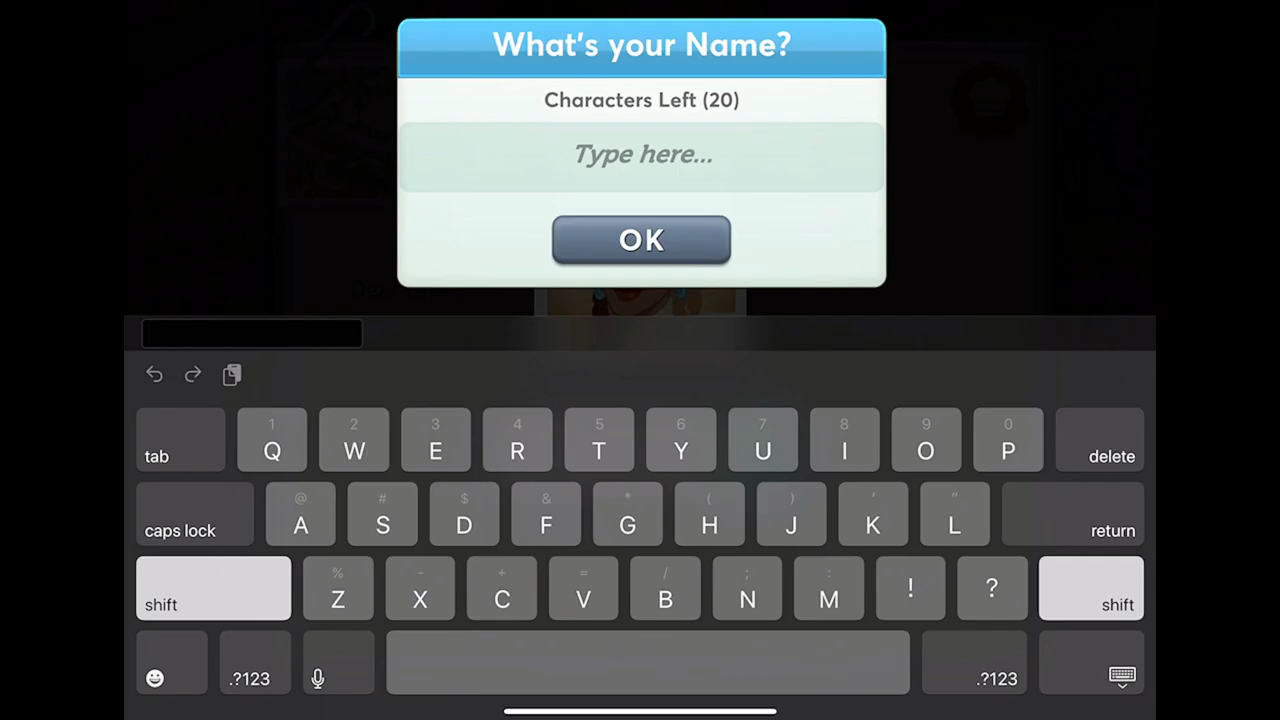 What's your Name?
Characters Left (20)
Type here...
OK
1 2 3 4 5 6 7 8 9 0
tab Q W E R T Y U I O P delete
@ # $ & * ( ) ' "
caps lock A S D F G H J K L return
% - + = / ; :
shift Z X C V B N M ! ? shift
.?123 .?123